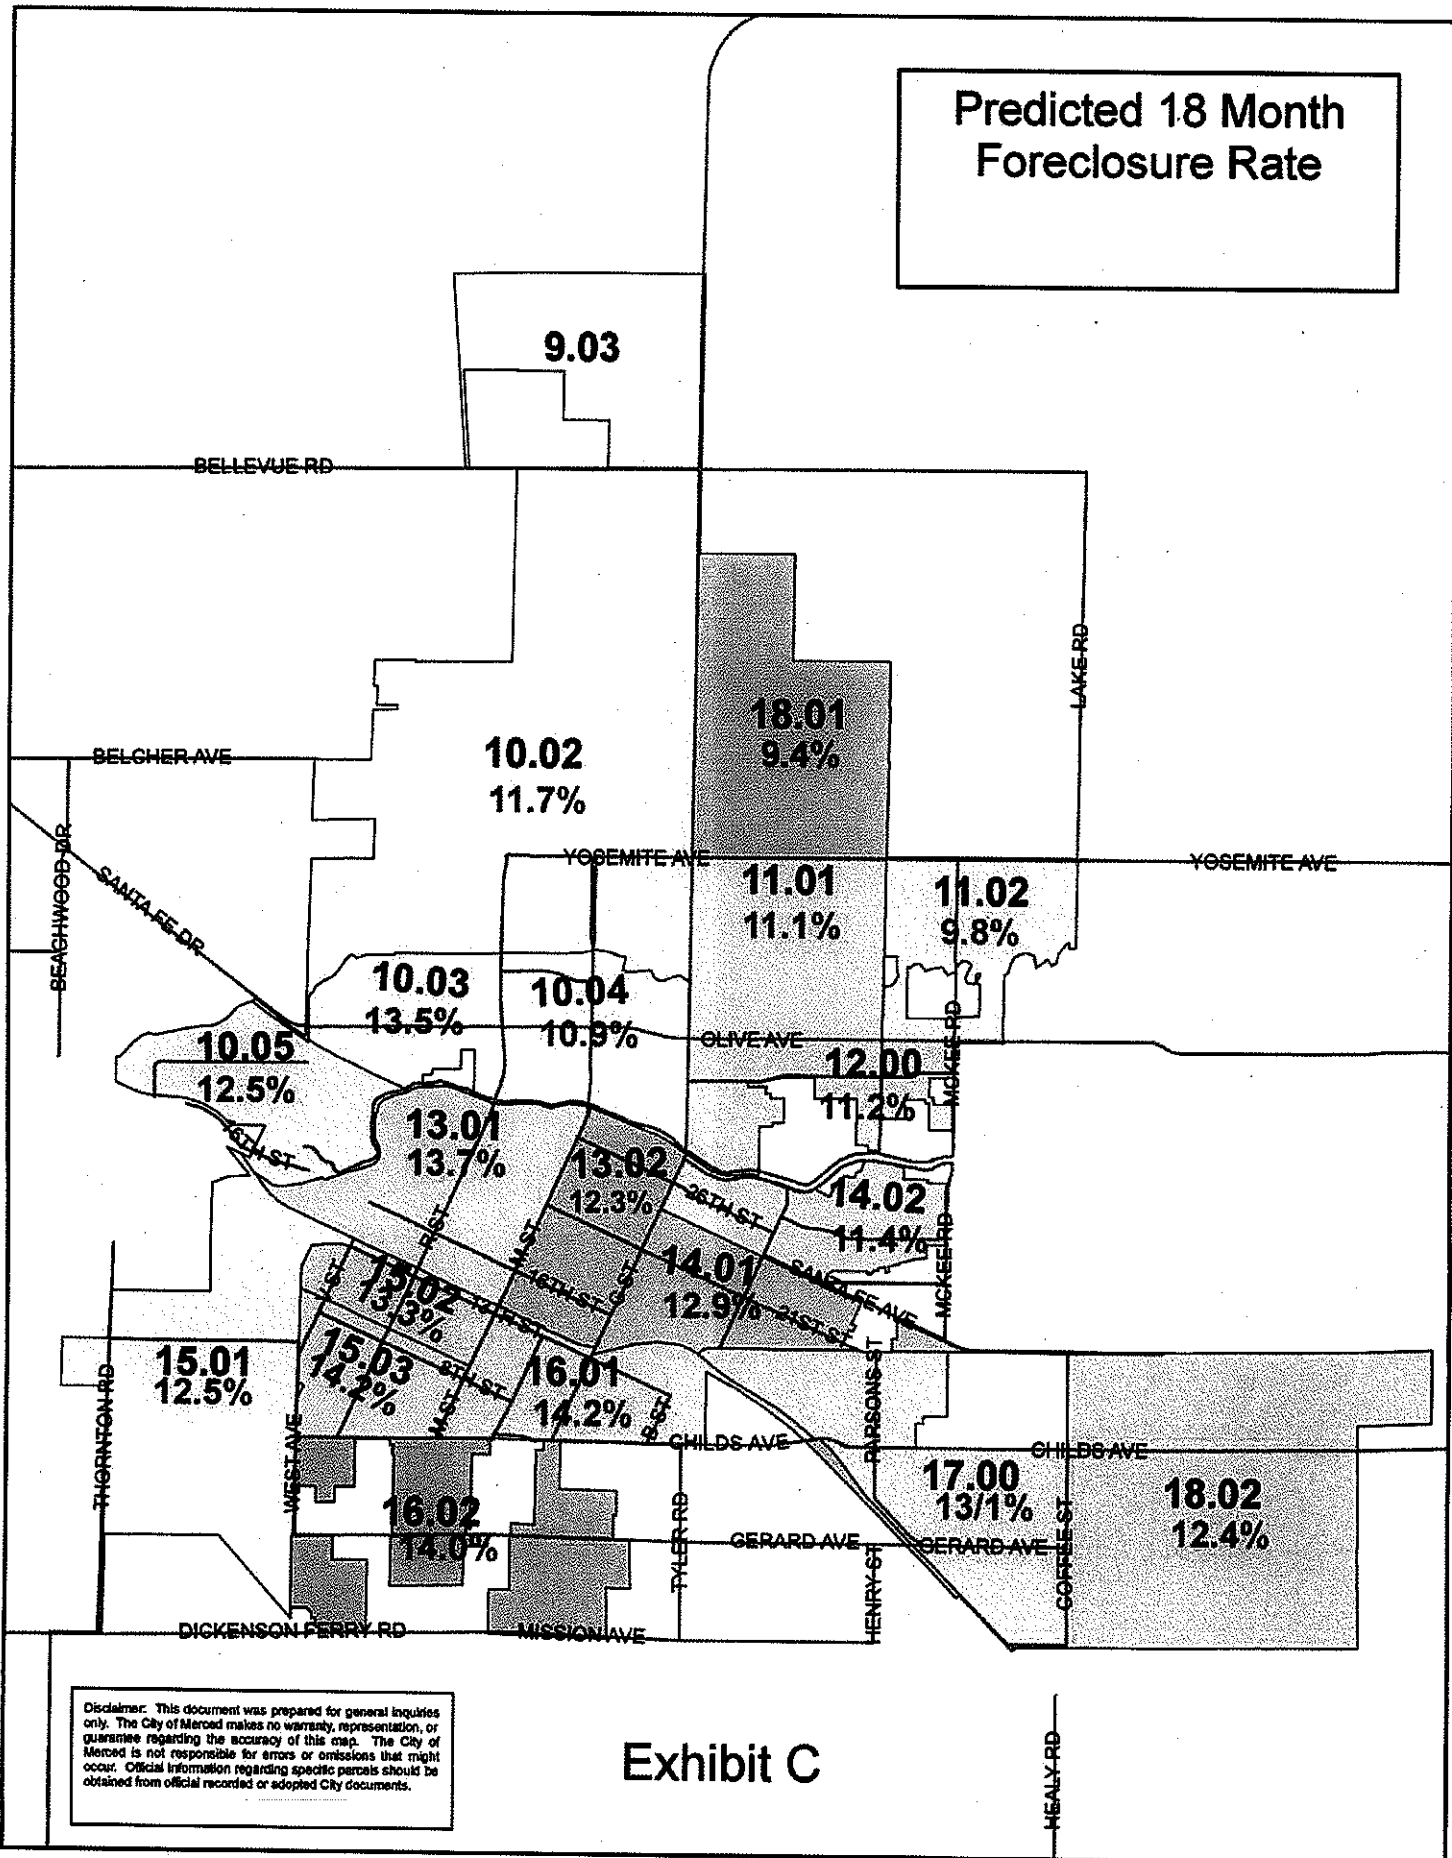 Predicted 18 Month
Foreclosure Rate
9.03
BELLEVUE RD
LAKE RD
18.01
9.4%
10.02
11.7%
BELCHER AVE
BEACHWOOD DR
SANTA FE DR
YOSEMITE AVE
YOSEMITE AVE
11.01
11.1%
11.02
9.8%
10.03
13.5%
10.04
10.9%
10.05
12.5%
OLIVE AVE
MCKEE RD
12.00
11.2%
16TH ST
13.01
13.7%
13.02
12.3%
26TH ST
14.02
11.4%
MCKEE RD
R ST
M ST
16TH ST
G ST
14.01
12.9%
SANTA FE AVE
21ST ST
15.02
13.3%
14TH ST
15.03
14.2%
8TH ST
M ST
16.01
14.2%
B ST
15.01
12.5%
THORNTON RD
WEST AVE
PARSONS ST
CHILDS AVE
CHILDS AVE
17.00
13/1%
18.02
12.4%
16.02
14.0%
TYLER RD
GERARD AVE
GERARD AVE
HENRY ST
COFFEE ST
DICKENSON FERRY RD
MISSION AVE
Disclaimer: This document was prepared for general inquiries
only. The City of Merced makes no warranty, representation, or
guarantee regarding the accuracy of this map. The City of
Merced is not responsible for errors or omissions that might
occur. Official information regarding specific parcels should be
obtained from official recorded or adopted City documents.
Exhibit C
HEALY RD